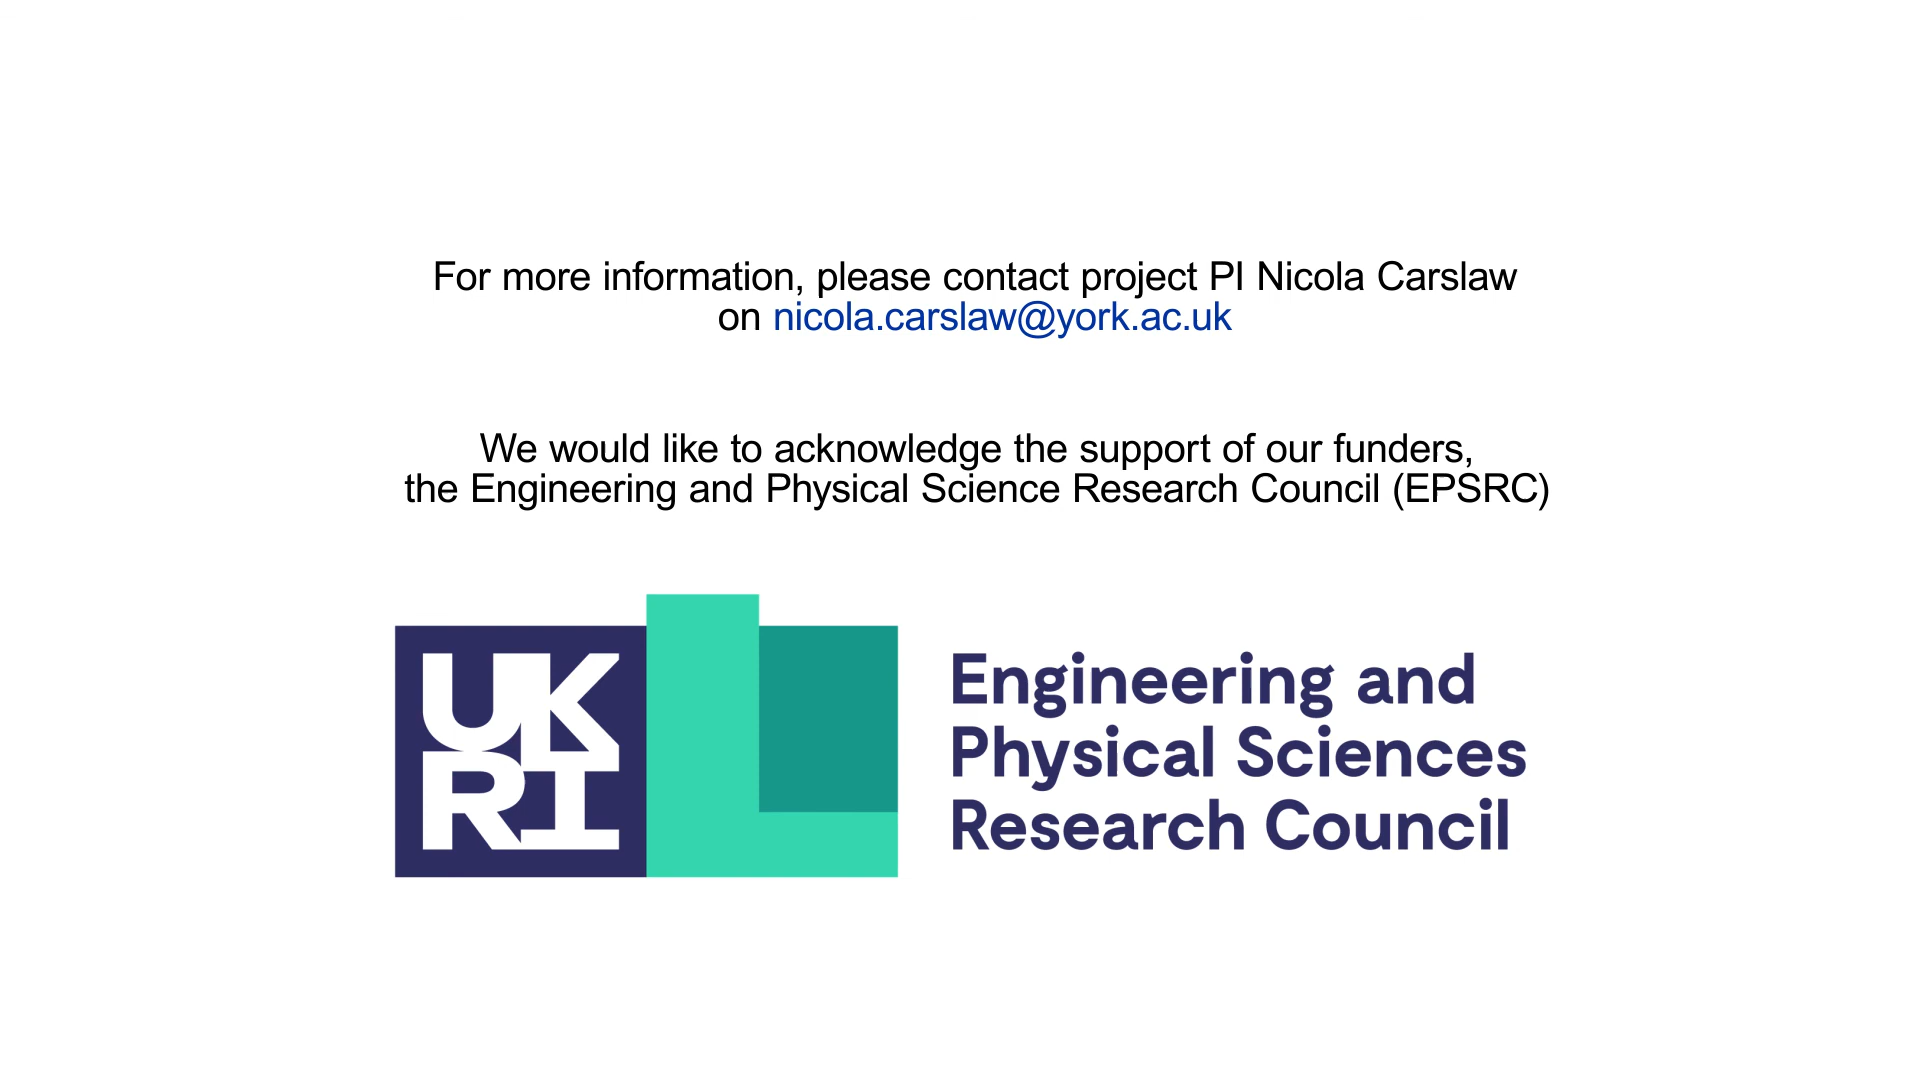 For more information, please contact project PI Nicola Carslaw
on nicola.carslaw@york.ac.uk
We would like to acknowledge the support of our funders,
the Engineering and Physical Science Research Council (EPSRC)
UK
RI
Engineering and
Physical Sciences
Research Council